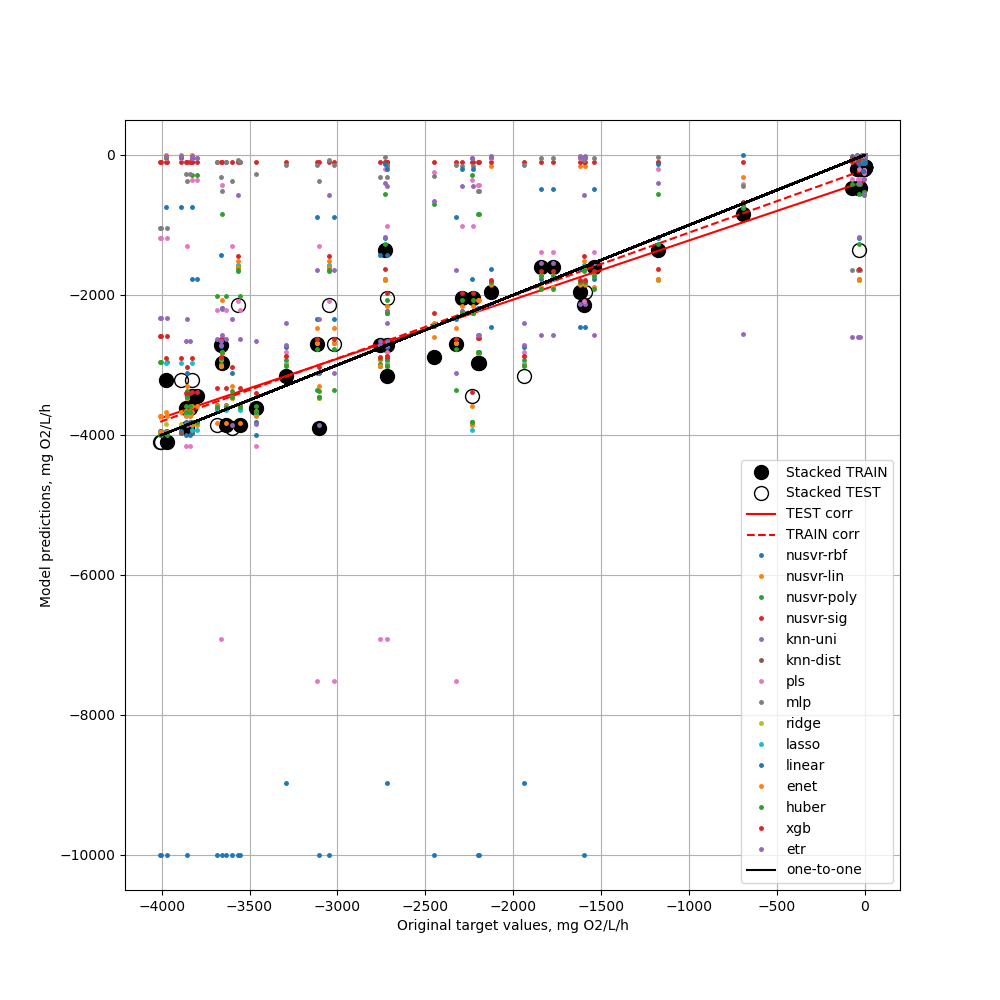 0
−2000
−4000
−6000
−8000
−10000
Model predictions, mg O2/L/h
−4000
−3500
−3000
−2500
−2000
−1500
−1000
−500
0
Original target values, mg O2/L/h
Stacked TRAIN
Stacked TEST
TEST corr
TRAIN corr
nusvr-rbf
nusvr-lin
nusvr-poly
nusvr-sig
knn-uni
knn-dist
pls
mlp
ridge
lasso
linear
enet
huber
xgb
etr
one-to-one